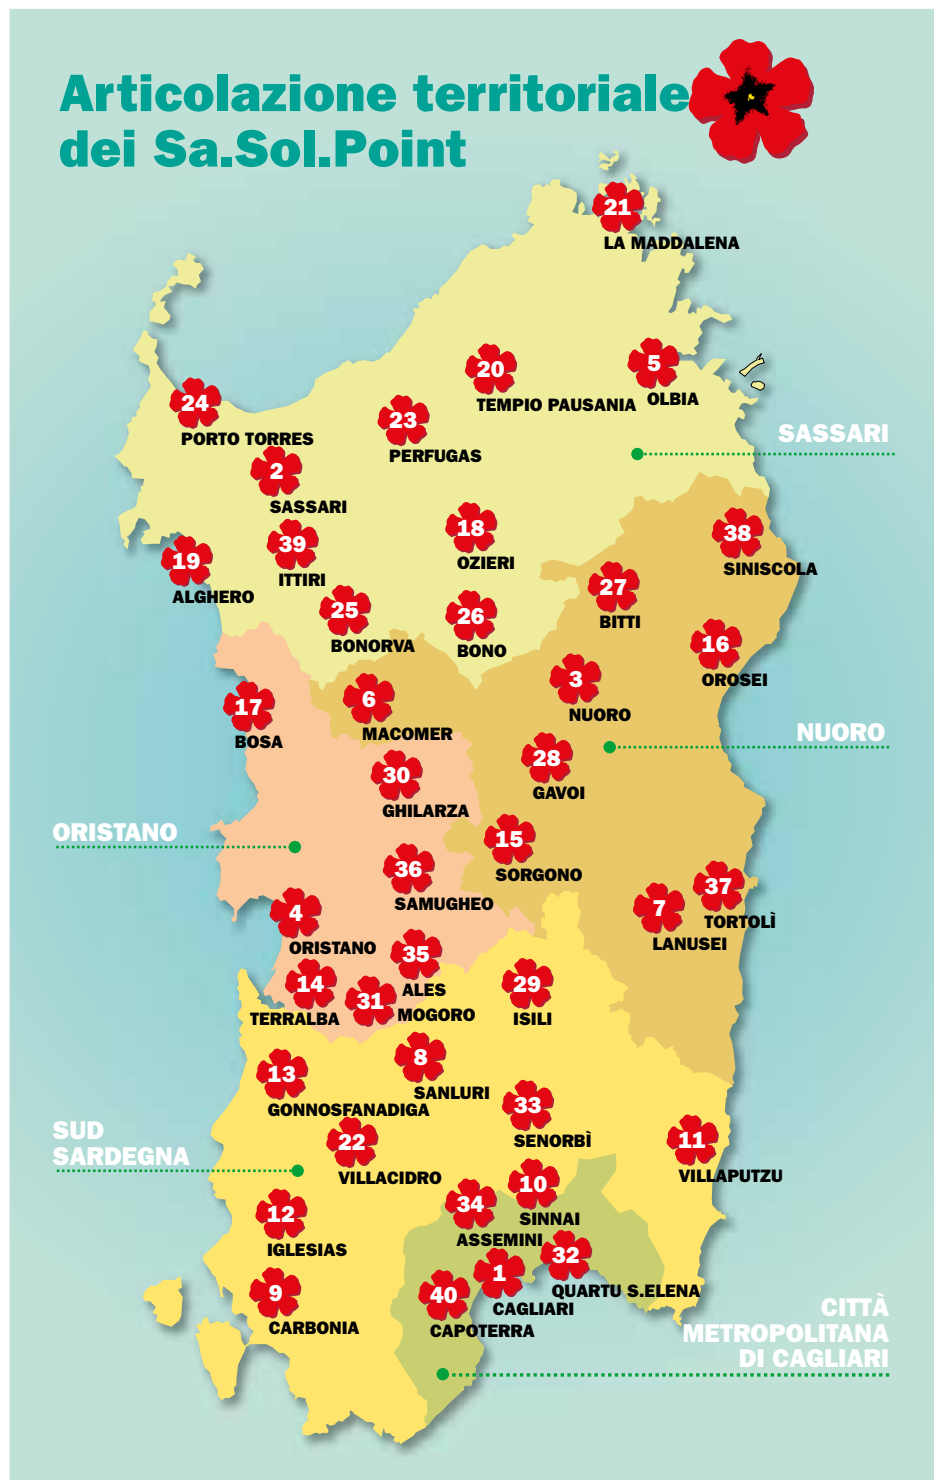 Articolazione territoriale
dei Sa.Sol.Point
21
LA MADDALENA
20
TEMPIO PAUSANIA
5
OLBIA
24
PORTO TORRES
23
PERFUGAS
SASSARI
2
SASSARI
18
OZIERI
38
SINISCOLA
39
ITTIRI
19
ALGHERO
27
BITTI
25
BONORVA
26
BONO
16
OROSEI
3
NUORO
6
MACOMER
17
BOSA
NUORO
28
GAVOI
30
GHILARZA
ORISTANO
15
SORGONO
36
SAMUGHEO
37
TORTOLÌ
7
LANUSEI
4
ORISTANO
35
ALES
14
TERRALBA
31
MOGORO
29
ISILI
8
SANLURI
13
GONNOSFANADIGA
33
SENORBÌ
SUD
SARDEGNA
22
VILLACIDRO
11
VILLAPUTZU
10
SINNAI
34
ASSEMINI
12
IGLESIAS
32
QUARTU S.ELENA
1
CAGLIARI
9
CARBONIA
40
CAPOTERRA
CITTÀ
METROPOLITANA
DI CAGLIARI